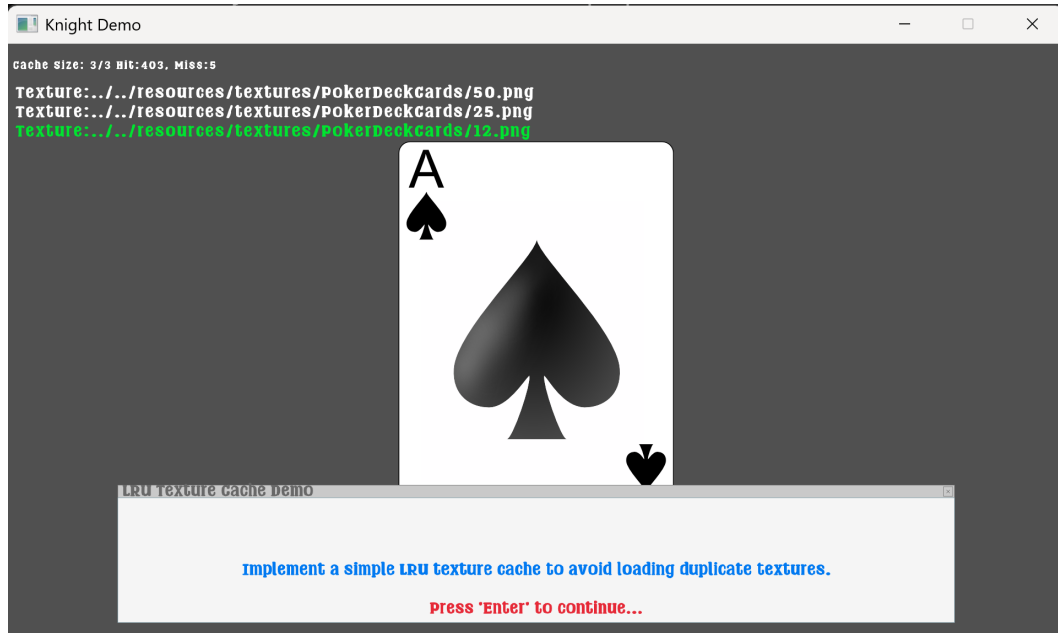 Knight Demo
Cache Size: 3/3 Hit:403, Miss:5
Texture:../../resources/textures/PokerDeckCards/50.png
Texture:../../resources/textures/PokerDeckCards/25.png
Texture:../../resources/textures/PokerDeckCards/12.png
A
LRU Texture Cache Demo
Implement a simple LRU texture cache to avoid loading duplicate textures.
Press 'Enter' to continue...